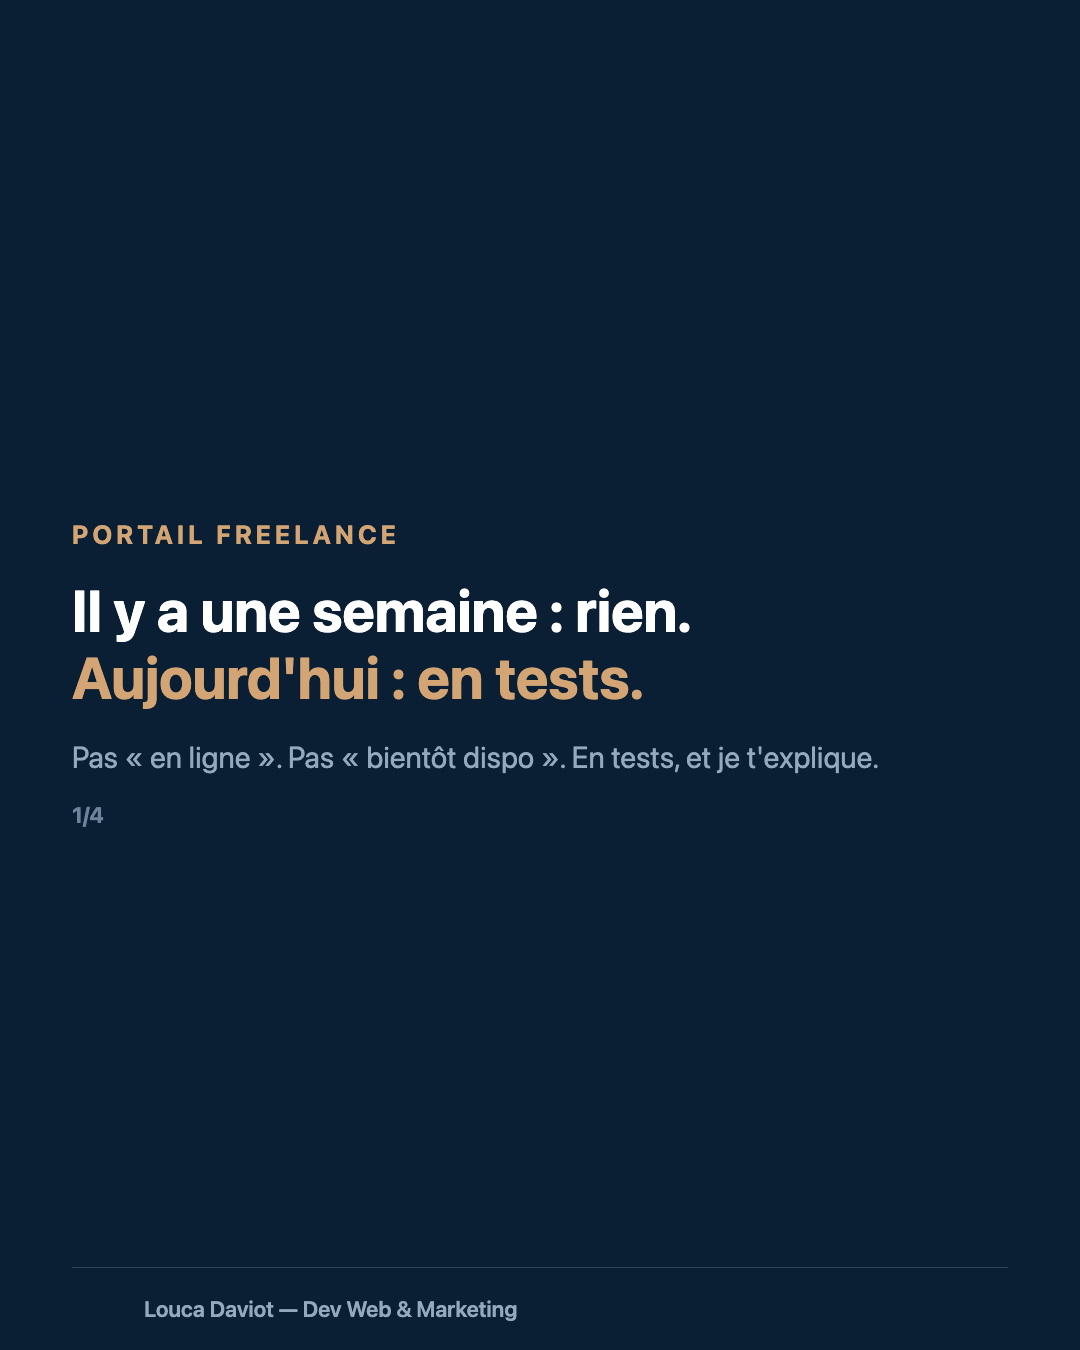 PORTAIL FREELANCE
Il y a une semaine : rien.
Aujourd'hui : en tests.
Pas « en ligne ». Pas « bientôt dispo ». En tests, et je t'explique.
1/4
Louca Daviot — Dev Web & Marketing